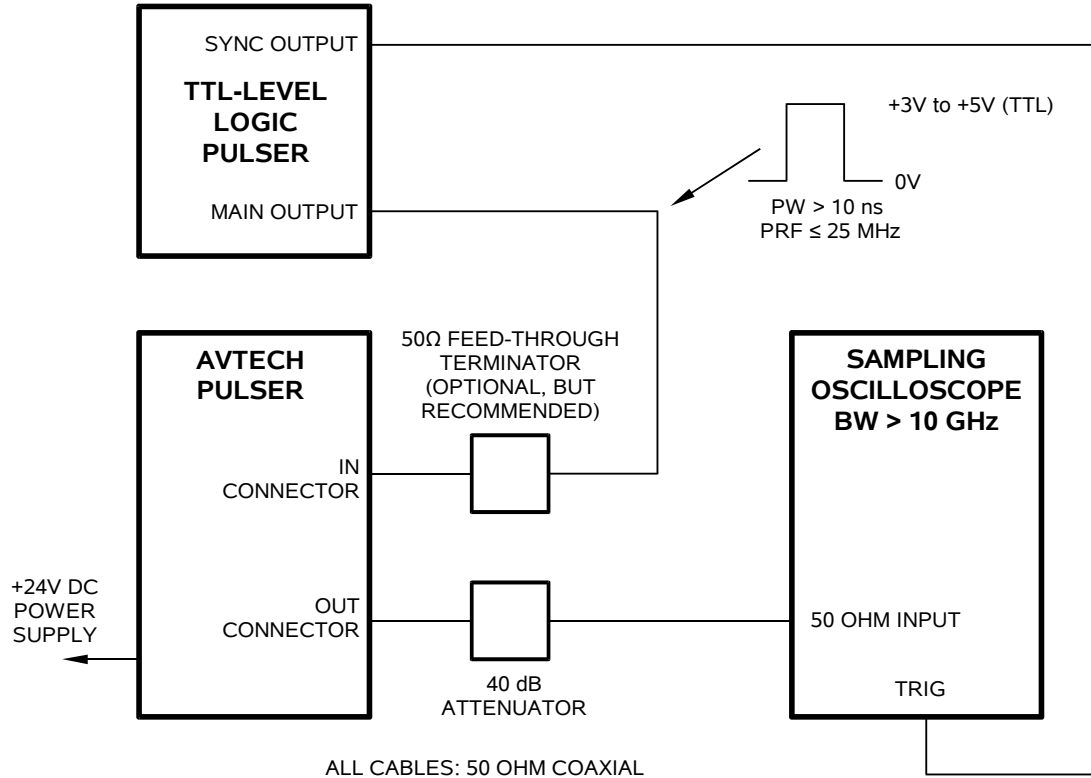 SYNC OUTPUT
TTL-LEVEL
LOGIC
PULSER
MAIN OUTPUT
+3V to +5V (TTL)
0V
PW > 10 ns
PRF ≤ 25 MHz
AVTECH
PULSER
50Ω FEED-THROUGH
TERMINATOR
(OPTIONAL, BUT
RECOMMENDED)
SAMPLING
OSCILLOSCOPE
BW > 10 GHz
IN
CONNECTOR
+24V DC
POWER
SUPPLY
OUT
CONNECTOR
50 OHM INPUT
40 dB
ATTENUATOR
TRIG
ALL CABLES: 50 OHM COAXIAL